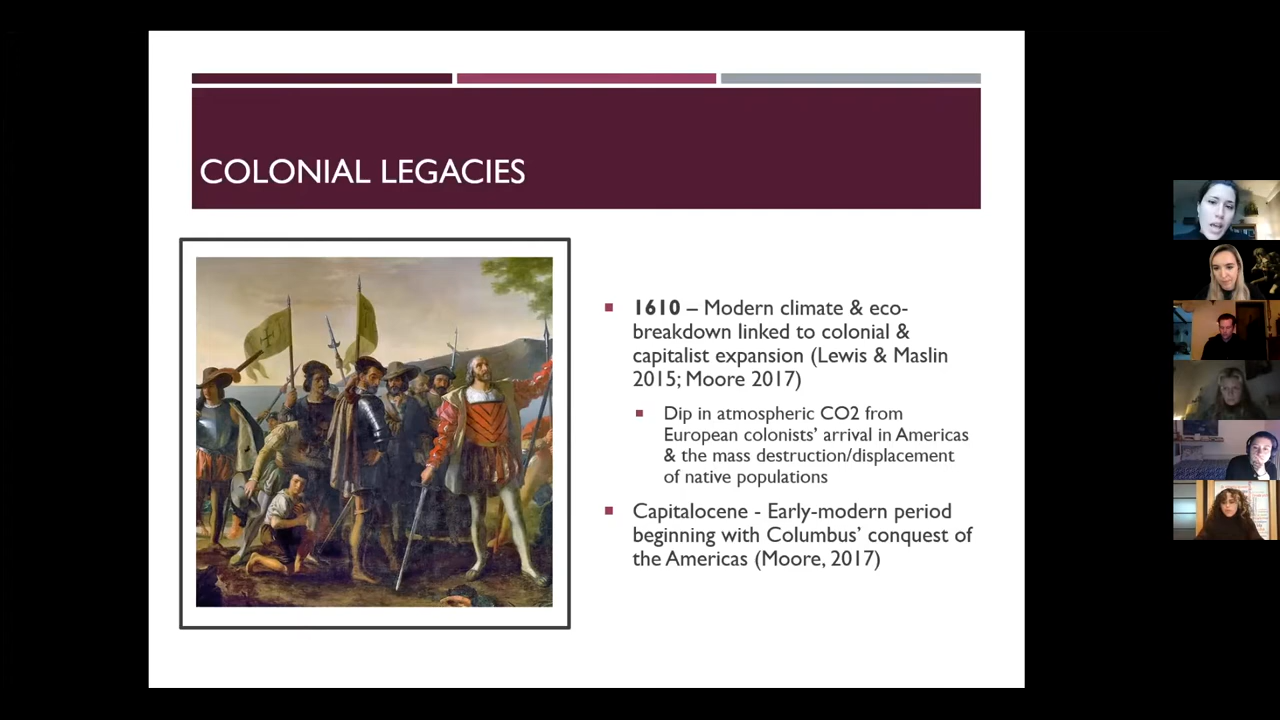 COLONIAL LEGACIES
1610 – Modern climate & eco-
breakdown linked to colonial &
capitalist expansion (Lewis & Maslin
2015; Moore 2017)
Dip in atmospheric CO2 from
European colonists’ arrival in Americas
& the mass destruction/displacement
of native populations
Capitalocene - Early-modern period
beginning with Columbus’ conquest of
the Americas (Moore, 2017)